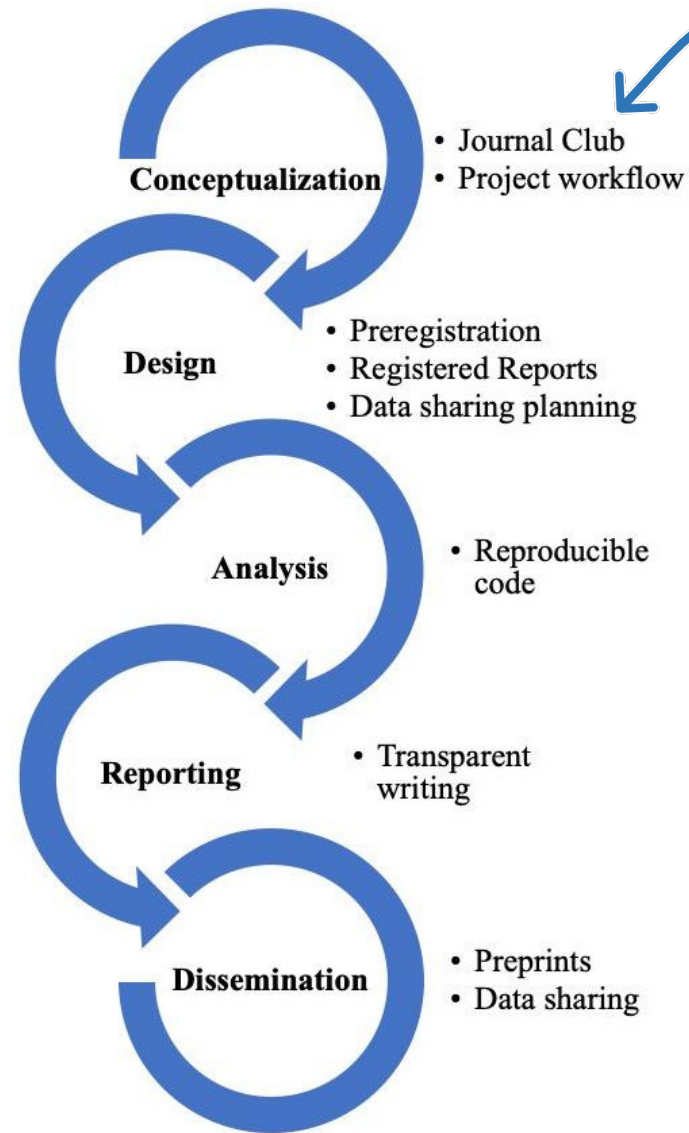 Conceptualization
• Journal Club
• Project workflow
Design
• Preregistration
• Registered Reports
• Data sharing planning
Analysis
• Reproducible
code
Reporting
• Transparent
writing
Dissemination
• Preprints
• Data sharing